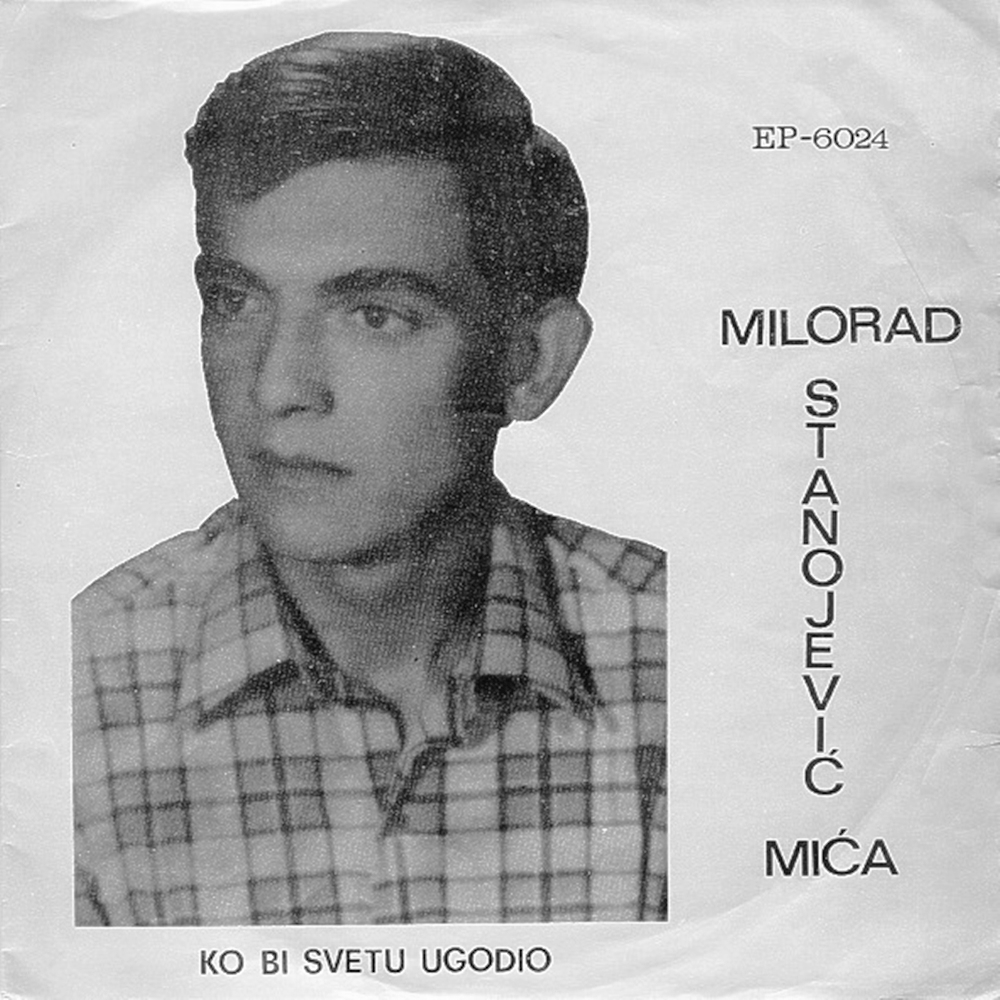 EP-6024
MILORAD
STANOJEVIĆ
MIĆA
KO BI SVETU UGODIO